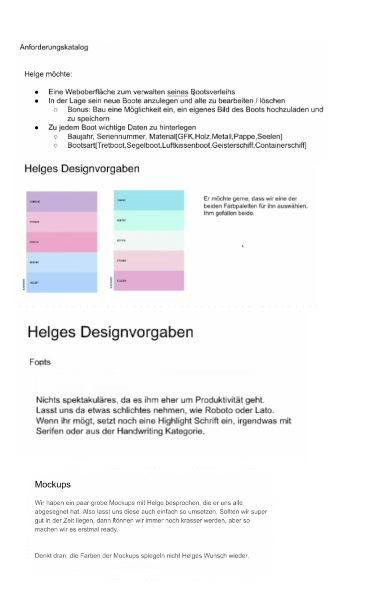 Anforderungskatalog
Helge möchte:
● Eine Weboberfläche zum verwalten seines Bootsverleihs
● In der Lage sein neue Boote anzulegen und alte zu bearbeiten / löschen
○ Bonus: Bau eine Möglichkeit ein, ein eigenes Bild des Boots hochzuladen und
zu speichern
● Zu jedem Boot wichtige Daten zu hinterlegen
○ Baujahr, Seriennummer, Material[GFK,Holz,Metall,Pappe,Seelen]
○ Bootsart[Tretboot,Segelboot,Luftkissenboot,Geisterschiff,Containerschiff]
Helges Designvorgaben
Er möchte gerne, dass wir eine der
beiden Farbpaletten für ihn auswählen.
Ihm gefallen beide.
Helges Designvorgaben
Fonts
Nichts spektakuläres, da es ihm eher um Produktivität geht.
Lasst uns da etwas schlichtes nehmen, wie Roboto oder Lato.
Wenn ihr mögt, setzt noch eine Highlight Schrift ein, irgendwas mit
Serifen oder aus der Handwriting Kategorie.
Mockups
Wir haben ein paar grobe Mockups mit Helge besprochen, die er uns alle
abgesegnet hat. Also lasst uns diese auch einfach so umsetzen. Sollten wir super
gut in der Zeit liegen, dann können wir immer noch krasser werden, aber so
machen wir es erstmal ready.
Denkt dran, die Farben der Mockups spiegeln nicht Helges Wunsch wieder.